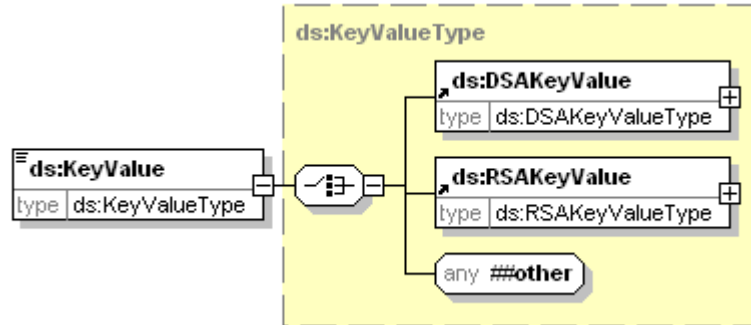 ds:KeyValueType
ds:DSAKeyValue
type ds:DSAKeyValueType
ds:KeyValue
type ds:KeyValueType
ds:RSAKeyValue
type ds:RSAKeyValueType
any ##other